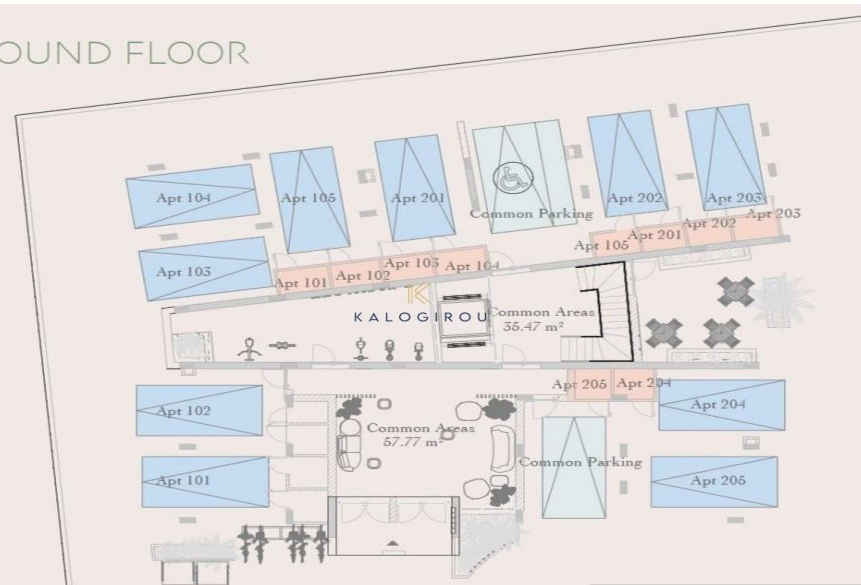 OUND FLOOR
Apt 104
Apt 105
Apt 201
Common Parking
Apt 202
Apt 203
Apt 103
Apt 101
Apt 102
Apt 103
Apt 104
Apt 105
Apt 201
Apt 202
Apt 203
KALOGIROU
Common Areas
35.47 m²
Apt 102
Apt 205
Apt 204
Apt 204
Common Areas
57.77 m²
Apt 101
Common Parking
Apt 205